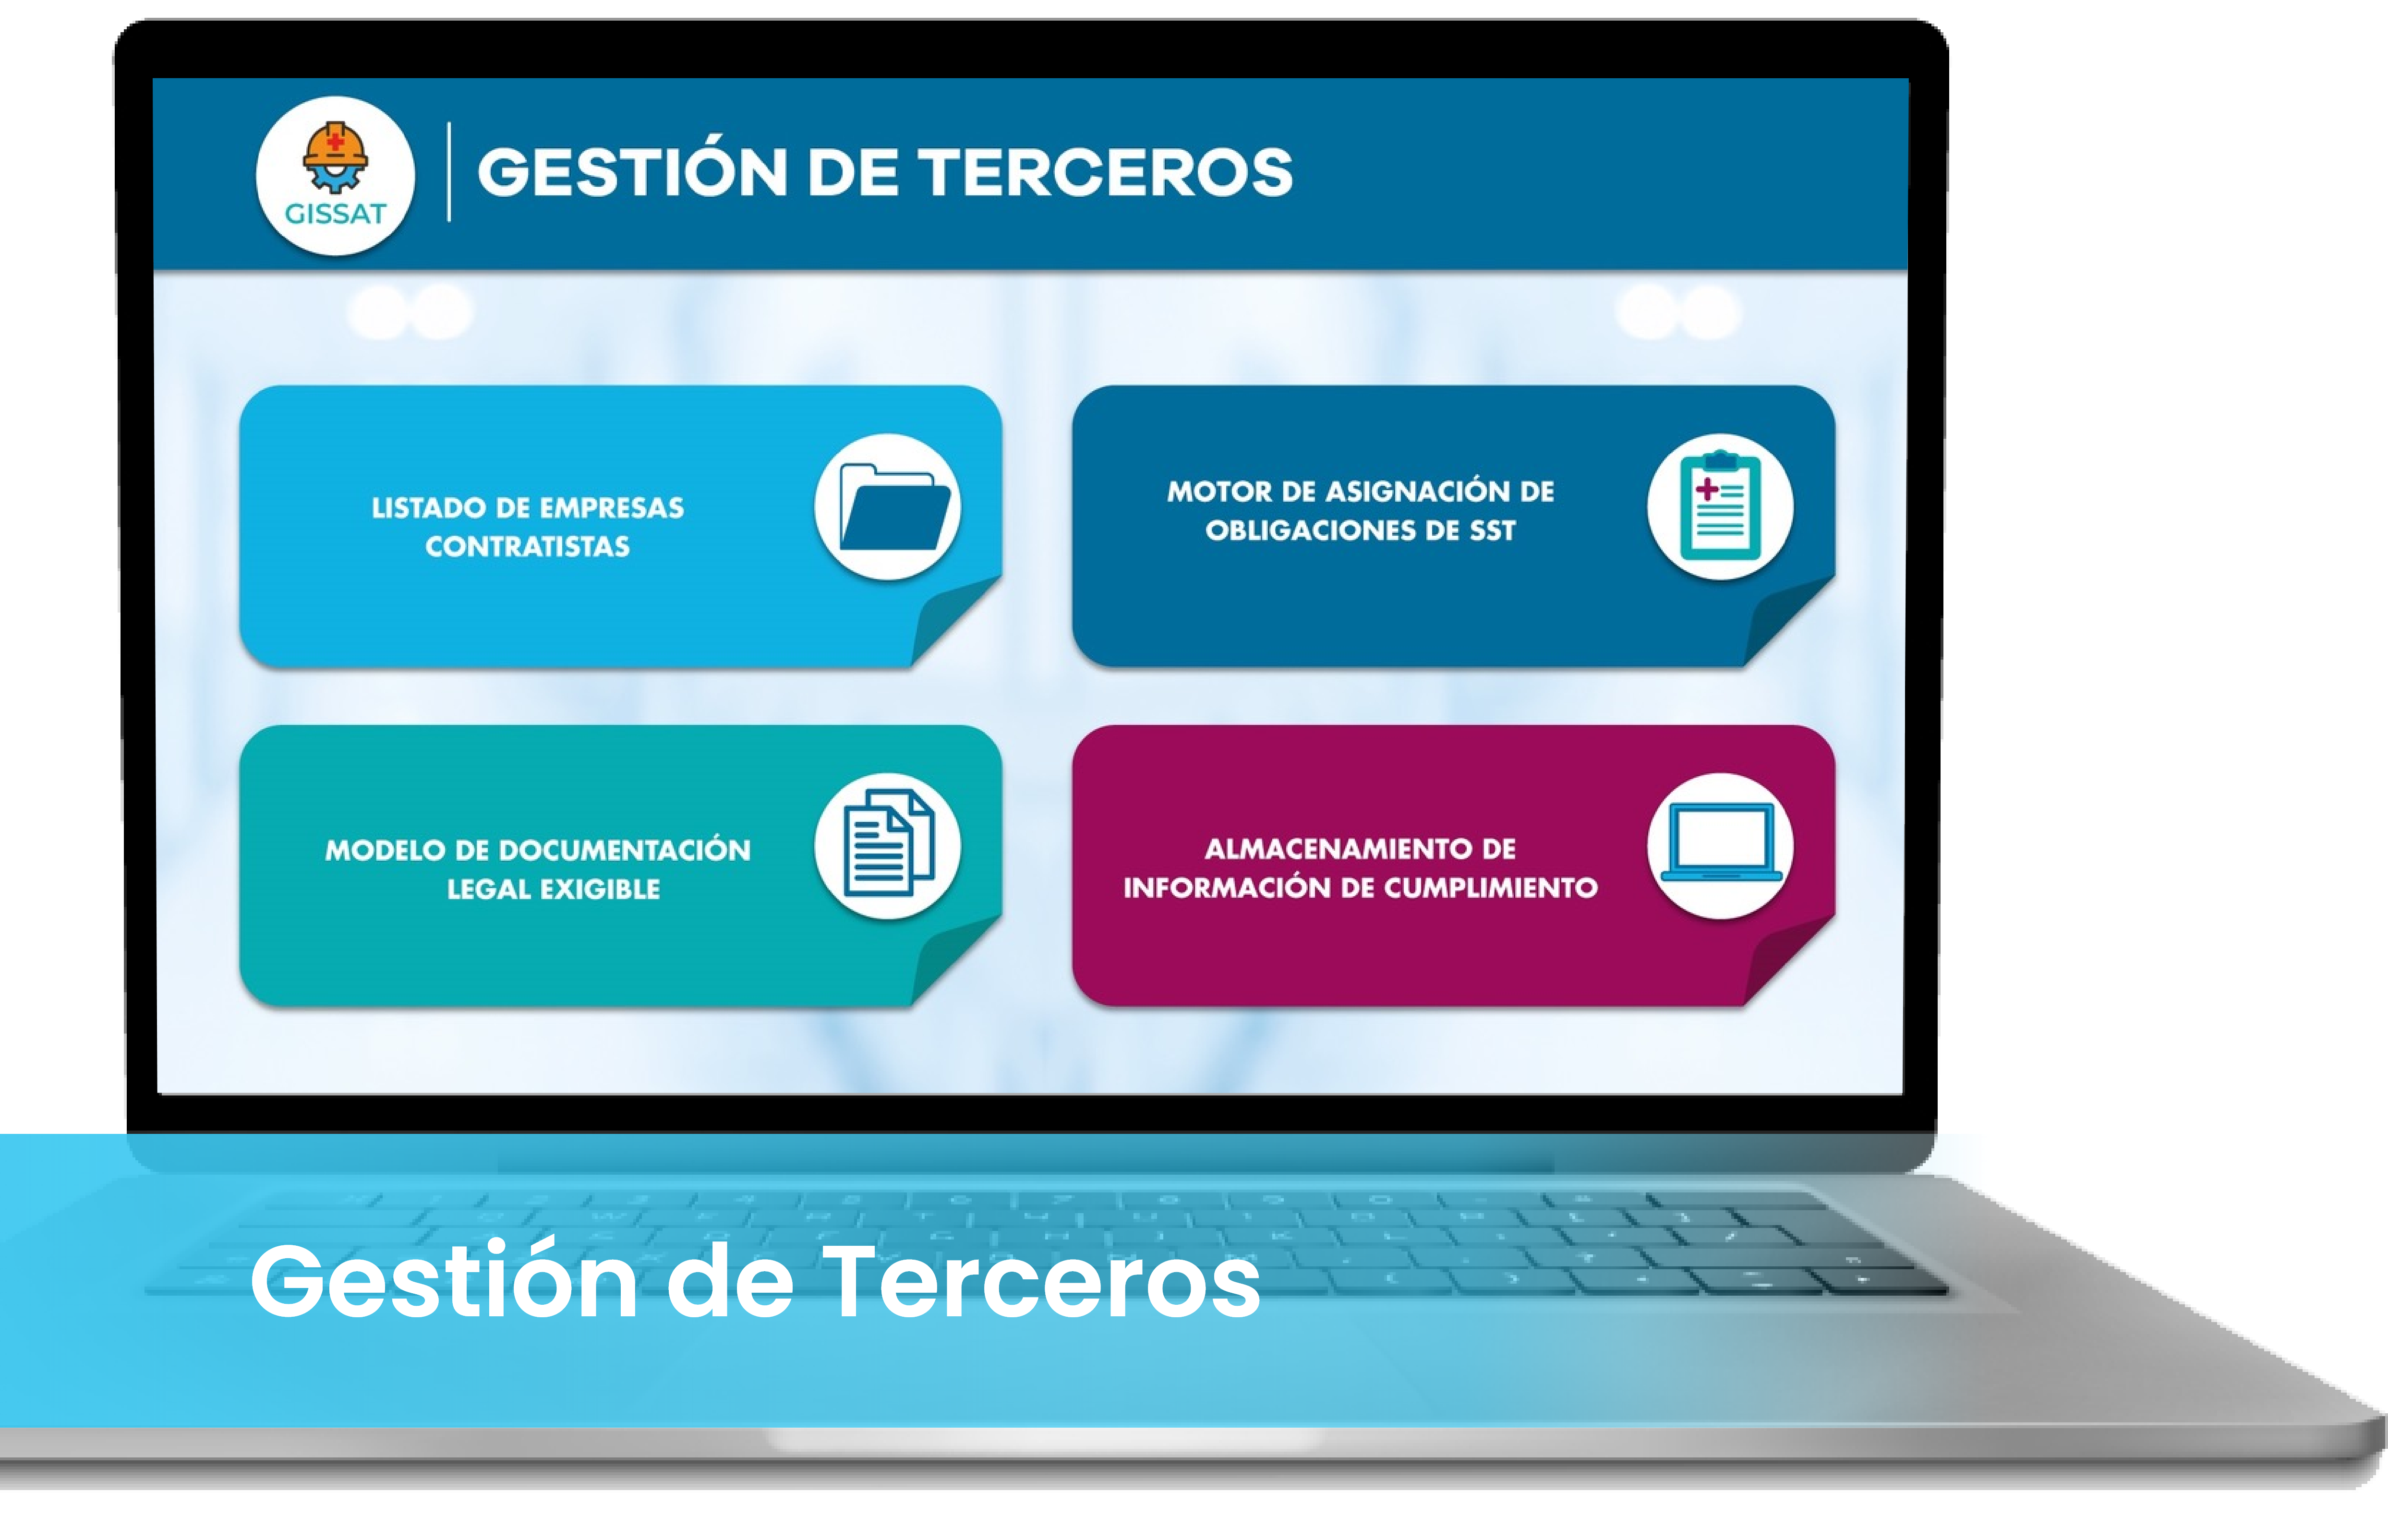 GISSAT
GESTIÓN DE TERCEROS
LISTADO DE EMPRESAS
CONTRATISTAS
MOTOR DE ASIGNACIÓN DE
OBLIGACIONES DE SST
MODELO DE DOCUMENTACIÓN
LEGAL EXIGIBLE
ALMACENAMIENTO DE
INFORMACIÓN DE CUMPLIMIENTO
Gestión de Terceros